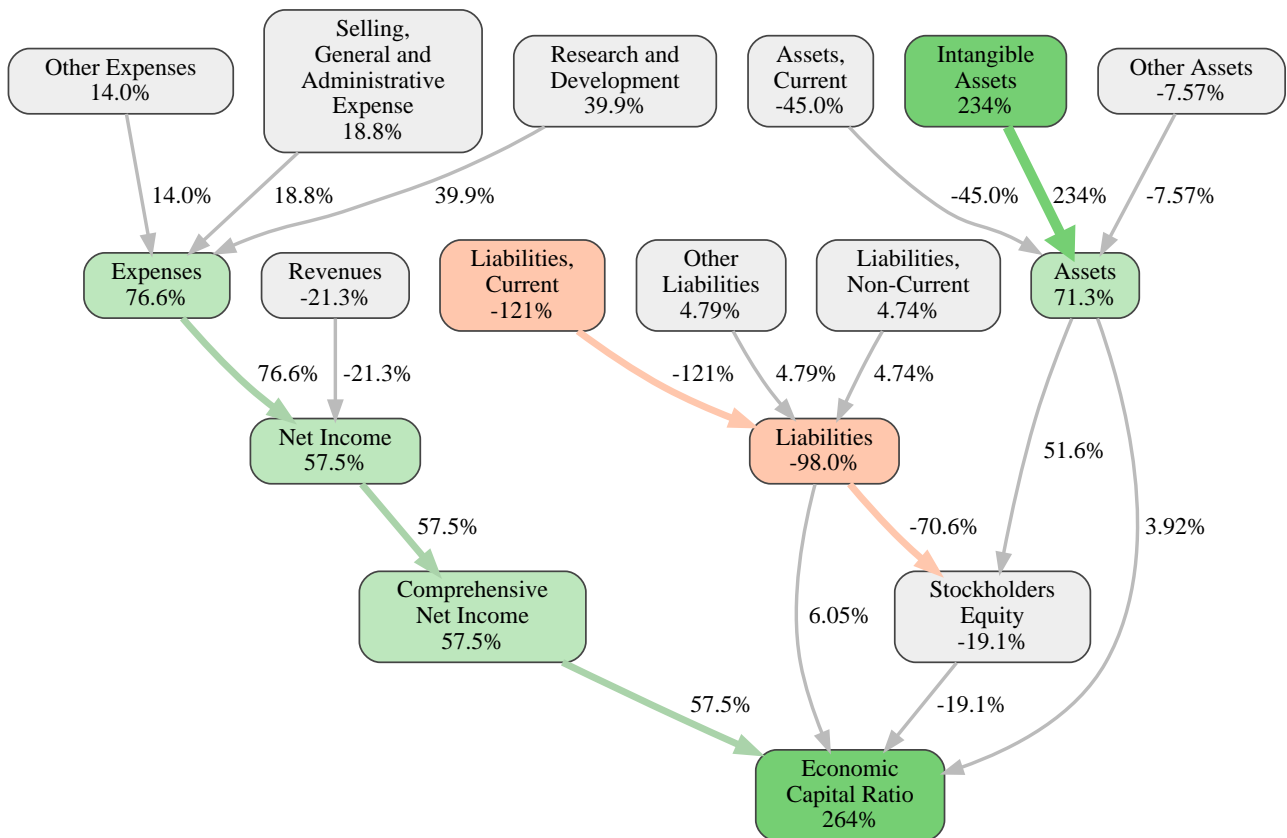 Other Expenses
14.0%
Selling,
General and
Administrative
Expense
18.8%
Research and
Development
39.9%
Assets,
Current
-45.0%
Intangible
Assets
234%
Other Assets
-7.57%
14.0%
18.8%
39.9%
-45.0%
234%
-7.57%
Expenses
76.6%
Revenues
-21.3%
Liabilities,
Current
-121%
Other
Liabilities
4.79%
Liabilities,
Non-Current
4.74%
Assets
71.3%
76.6%
-21.3%
-121%
4.79%
4.74%
Net Income
57.5%
Liabilities
-98.0%
51.6%
57.5%
-70.6%
3.92%
Comprehensive
Net Income
57.5%
6.05%
Stockholders
Equity
-19.1%
57.5%
-19.1%
Economic
Capital Ratio
264%